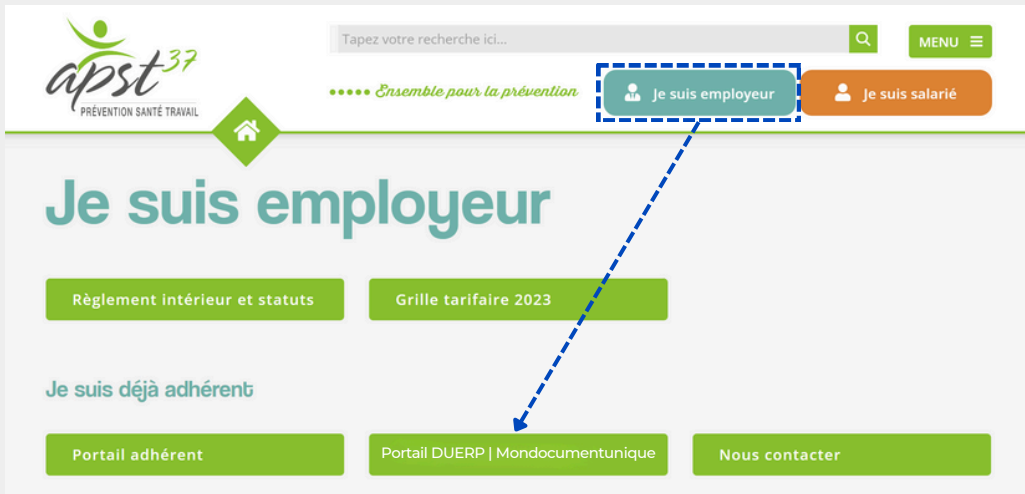 Tapez votre recherche ici...
MENU
apst37
PRÉVENTION SANTÉ TRAVAIL
Ensemble pour la prévention
Je suis employeur
Je suis salarié
Je suis employeur
Règlement intérieur et statuts
Grille tarifaire 2023
Je suis déjà adhérent
Portail adhérent
Portail DUERP | Mondocumentunique
Nous contacter